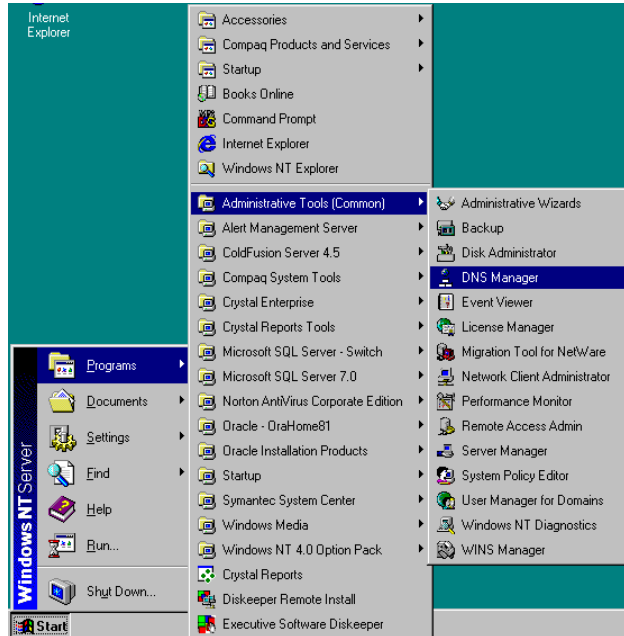 Internet
Explorer
Accessories
Compaq Products and Services
Startup
Books Online
Command Prompt
Internet Explorer
Windows NT Explorer
Administrative Tools (Common)
Alert Management Server
ColdFusion Server 4.5
Compaq System Tools
Crystal Enterprise
Crystal Reports Tools
Microsoft SQL Server - Switch
Microsoft SQL Server 7.0
Norton AntiVirus Corporate Edition
Oracle - OraHome81
Oracle Installation Products
Startup
Symantec System Center
Windows Media
Windows NT 4.0 Option Pack
Crystal Reports
Diskeeper Remote Install
Executive Software Diskeeper
Administrative Wizards
Backup
Disk Administrator
DNS Manager
Event Viewer
License Manager
Migration Tool for NetWare
Network Client Administrator
Performance Monitor
Remote Access Admin
Server Manager
System Policy Editor
User Manager for Domains
Windows NT Diagnostics
WINS Manager
Programs
Documents
Settings
Find
Help
Run...
Shut Down...
Windows NT Server
Start